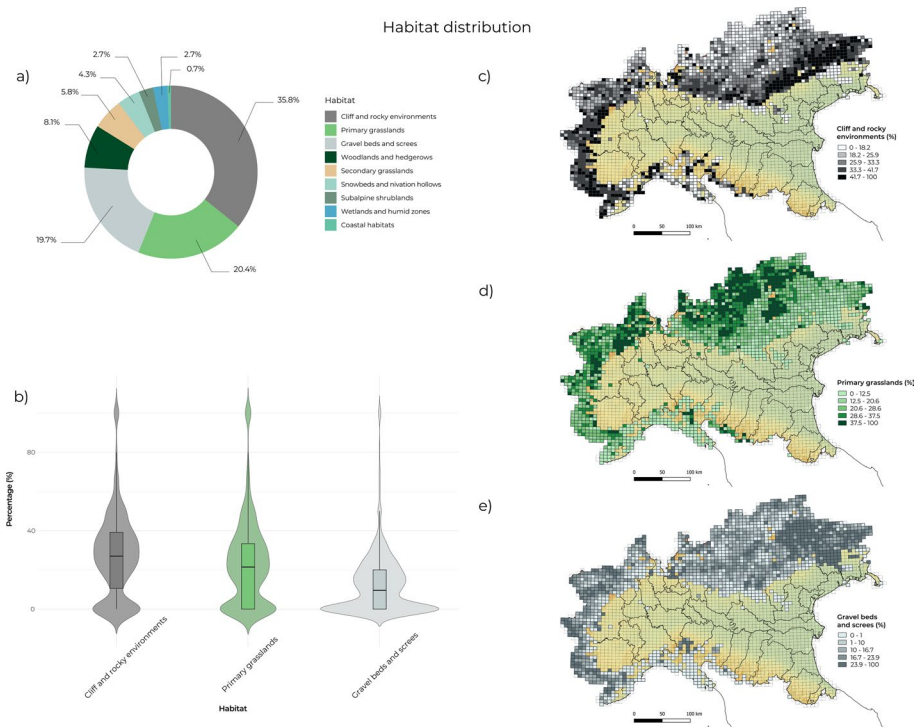 Habitat distribution
a)
2.7%
2.7%
4.3%
0.7%
5.8%
35.8%
8.1%
19.7%
20.4%
Habitat
Cliff and rocky environments
Primary grasslands
Gravel beds and screes
Woodlands and hedgerows
Secondary grasslands
Snowbeds and nivation hollows
Subalpine shrublands
Wetlands and humid zones
Coastal habitats
b)
Percentage (%)
80
40
0
Cliff and rocky environments
Primary grasslands
Gravel beds and screes
Habitat
c)
Cliff and rocky
environments (%)
0 - 18.2
18.2 - 25.9
25.9 - 33.3
33.3 - 41.7
41.7 - 100
0 50 100 km
d)
Primary grasslands (%)
0 - 12.5
12.5 - 20.6
20.6 - 28.6
28.6 - 37.5
37.5 - 100
0 50 100 km
e)
Gravel beds
and screes (%)
0 - 1
1 - 10
10 - 16.7
16.7 - 23.9
23.9 - 100
0 50 100 km